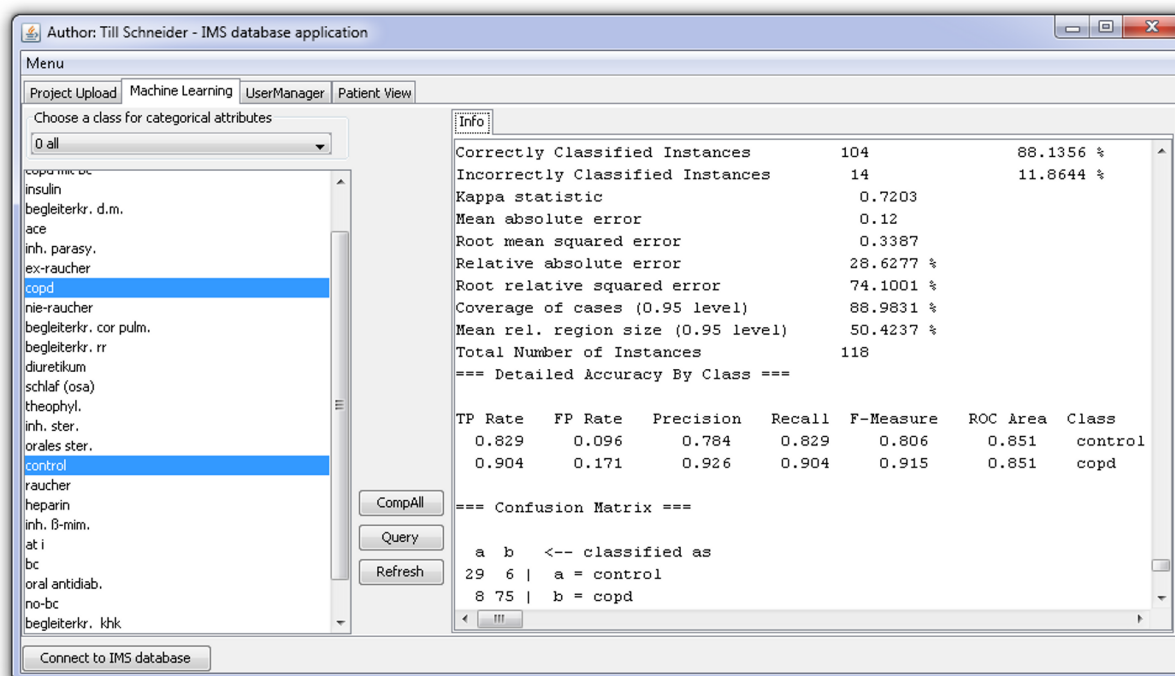 Author: Till Schneider - IMS database application
Menu
Project Upload Machine Learning UserManager Patient View
Choose a class for categorical attributes
0 all
copd mit bc
insulin
begleiterkr. d.m.
ace
inh. parasy.
ex-raucher
copd
nie-raucher
begleiterkr. cor pulm.
begleiterkr. rr
diuretikum
schlaf (osa)
theophyl.
inh. ster.
orales ster.
control
raucher
heparin
inh. ß-mim.
at i
bc
oral antidiab.
no-bc
begleiterkr. khk
CompAll
Query
Refresh
Info
Correctly Classified Instances 104 88.1356 %
Incorrectly Classified Instances 14 11.8644 %
Kappa statistic 0.7203
Mean absolute error 0.12
Root mean squared error 0.3387
Relative absolute error 28.6277 %
Root relative squared error 74.1001 %
Coverage of cases (0.95 level) 88.9831 %
Mean rel. region size (0.95 level) 50.4237 %
Total Number of Instances 118
=== Detailed Accuracy By Class ===
TP Rate FP Rate Precision Recall F-Measure ROC Area Class
0.829 0.096 0.784 0.829 0.806 0.851 control
0.904 0.171 0.926 0.904 0.915 0.851 copd
=== Confusion Matrix ===
a b <-- classified as
29 6 | a = control
8 75 | b = copd
Connect to IMS database